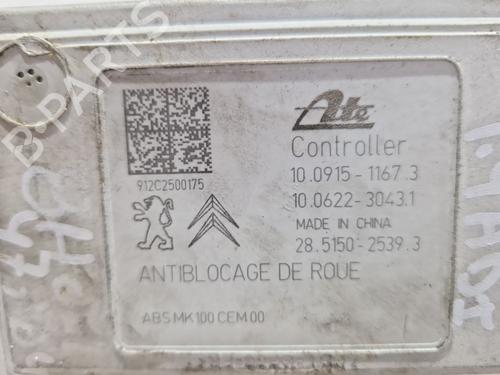 Ate
Controller
912C2500175
10.0915-1167.3
10.0622-3043.1
MADE IN CHINA
28.5150-2539.3
ANTIBLOCAGE DE ROUE
ABS MK100 CEM 00
B-PARTS